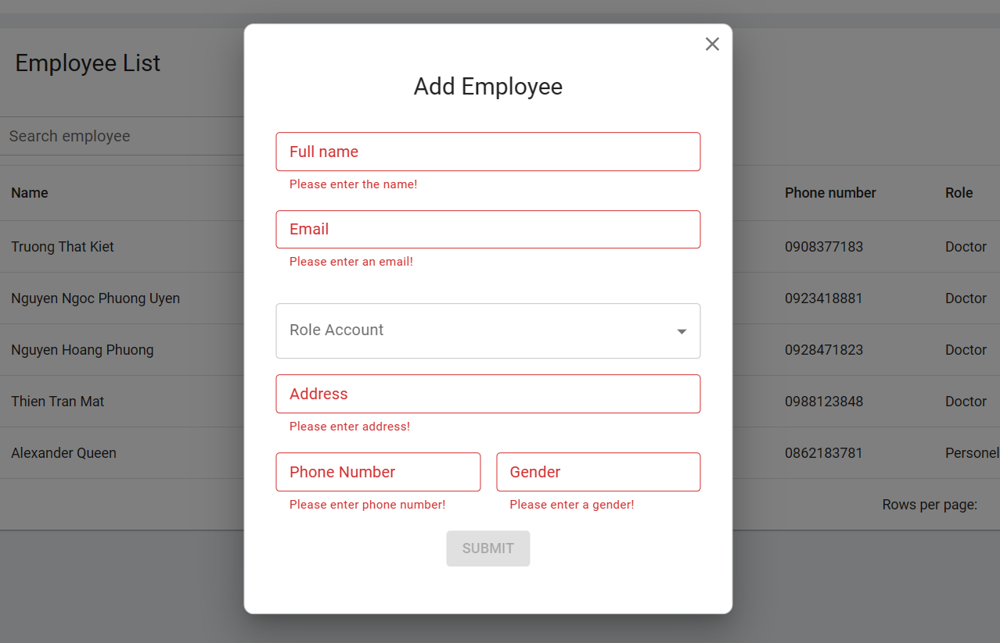 Employee List
Search employee
Name Phone number Role
Truong That Kiet 0908377183 Doctor
Nguyen Ngoc Phuong Uyen 0923418881 Doctor
Nguyen Hoang Phuong 0928471823 Doctor
Thien Tran Mat 0988123848 Doctor
Alexander Queen 0862183781 Personel
Rows per page:
Add Employee
Full name
Please enter the name!
Email
Please enter an email!
Role Account
Address
Please enter address!
Phone Number Gender
Please enter phone number! Please enter a gender!
SUBMIT